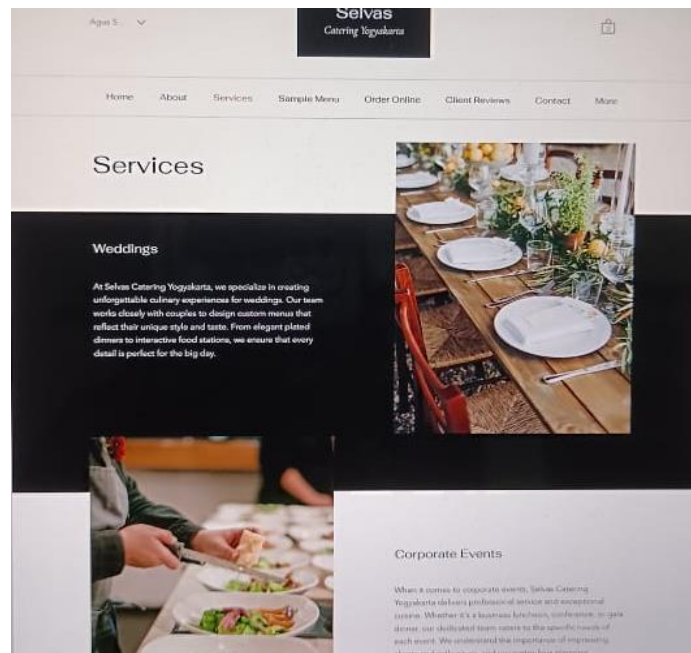 Selvas
Catering Yogyakarta
Agus S...
0
Home About Services Sample Menu Order Online Client Reviews Contact More
Services
Weddings
At Selvas Catering Yogyakarta, we specialize in creating
unforgettable culinary experiences for weddings. Our team
works closely with couples to design custom menus that
reflect their unique style and taste. From elegant plated
dinners to interactive food stations, we ensure that every
detail is perfect for the big day.
Corporate Events
When it comes to corporate events, Selvas Catering
Yogyakarta delivers professional service and exceptional
cuisine. Whether it's a business luncheon, conference, or gala
dinner, our dedicated team caters to the specific needs of
each event. We understand the importance of impressing